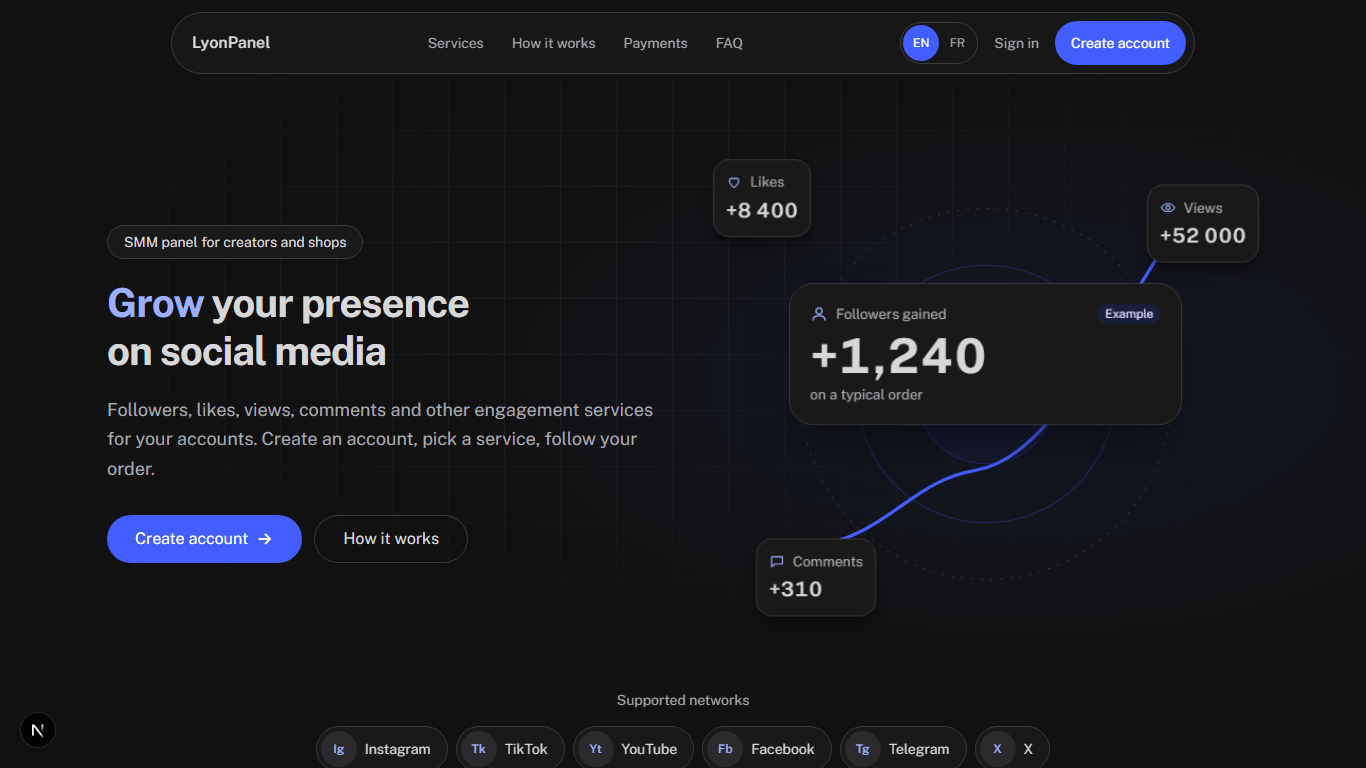 LyonPanel
Services
How it works
Payments
FAQ
EN
FR
Sign in
Create account
Likes
+8 400
Views
+52 000
SMM panel for creators and shops
Grow your presence
on social media
Followers gained
Example
+1,240
on a typical order
Followers, likes, views, comments and other engagement services
for your accounts. Create an account, pick a service, follow your
order.
Create account
How it works
Comments
+310
Supported networks
N
Ig Instagram
Tk TikTok
Yt YouTube
Fb Facebook
Tg Telegram
X X